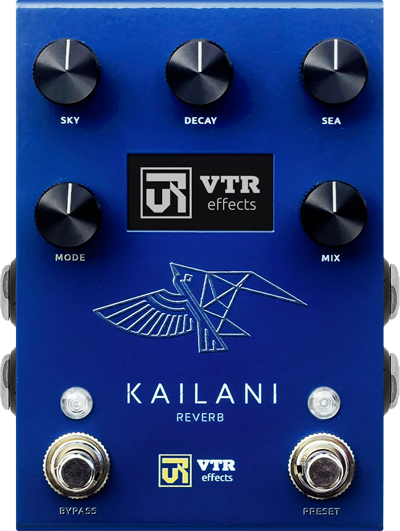 SKY DECAY SEA
VTR
effects
MODE MIX
KAILANI
REVERB
VTR
effects
BYPASS PRESET